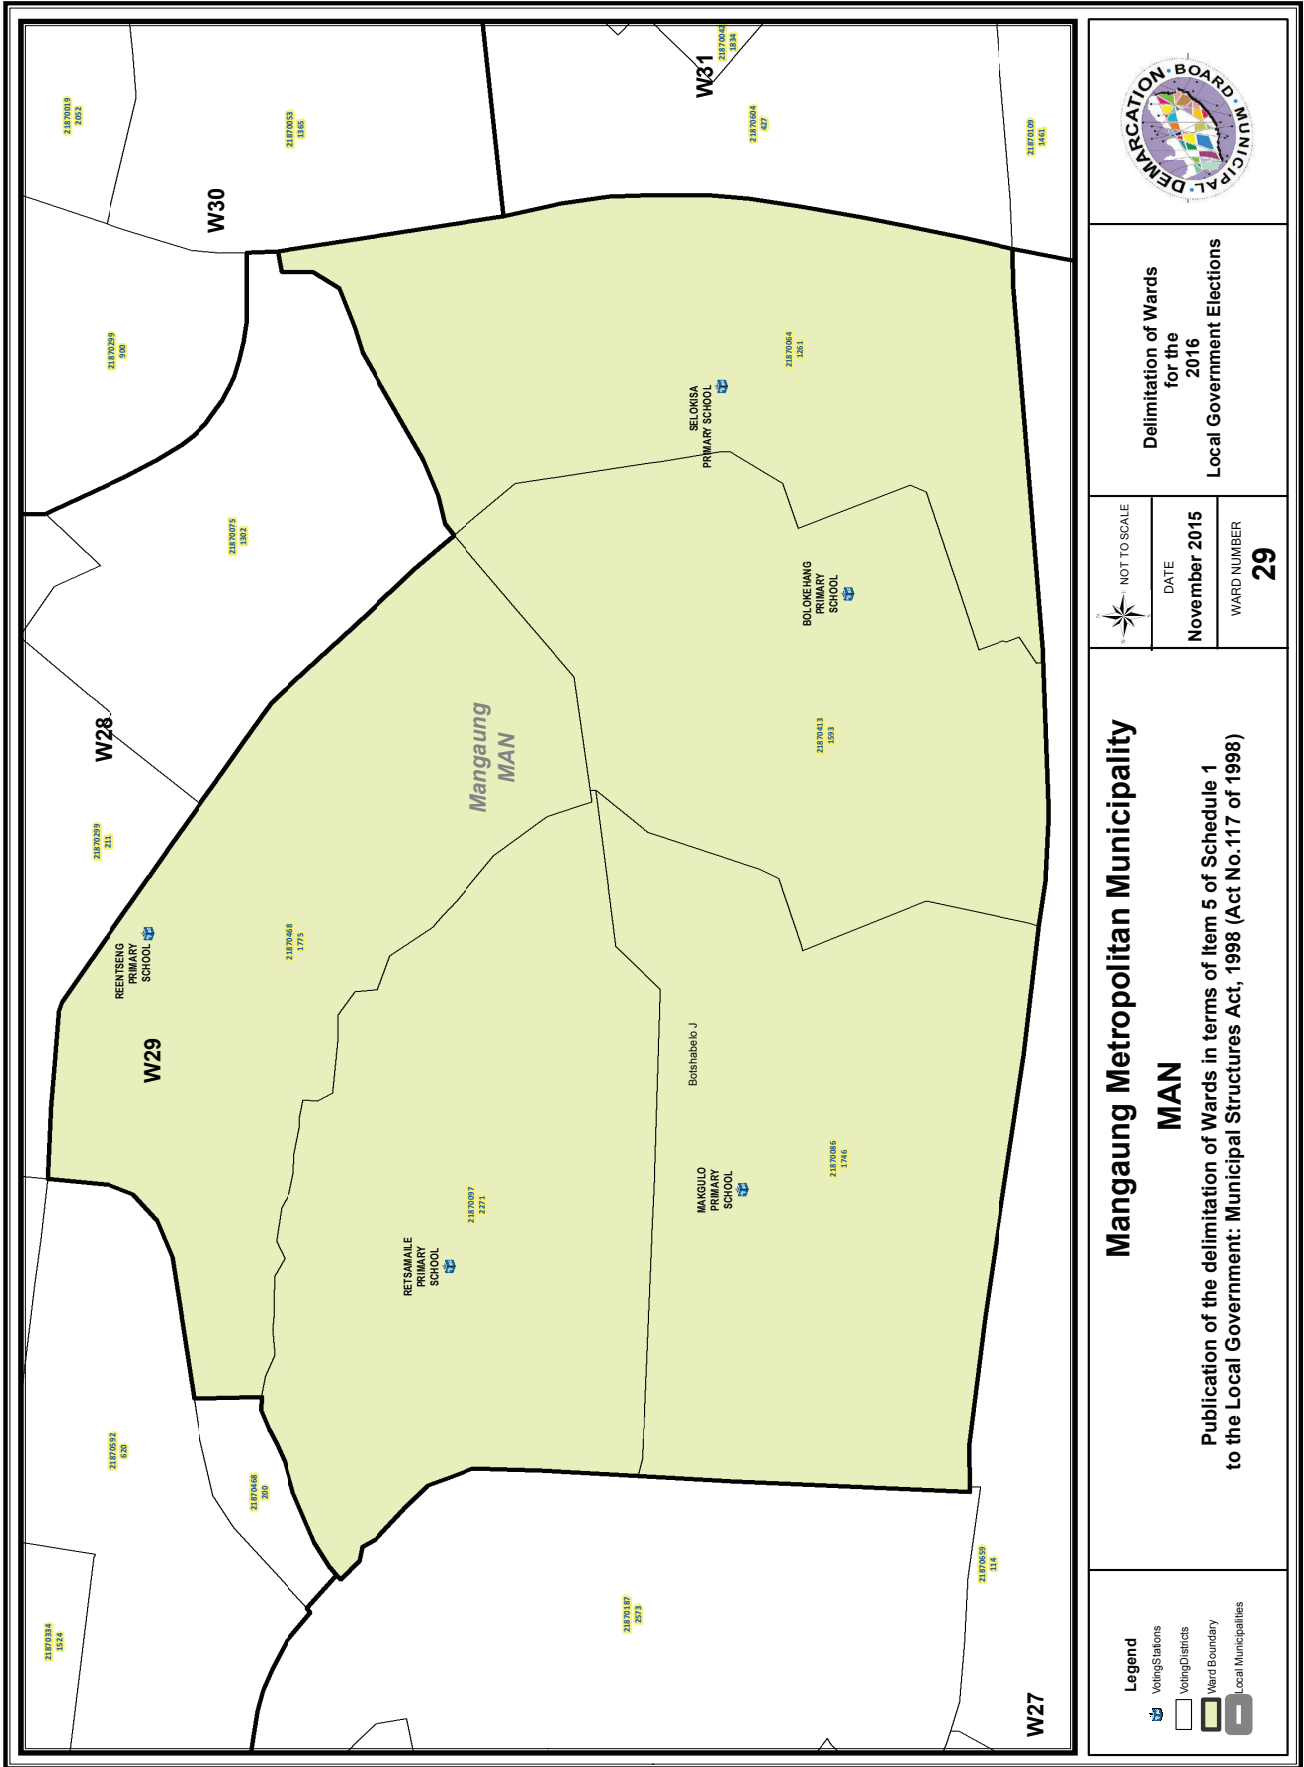 21870334
1524
21870592
620
21870468
200
21870187
2573
21870659
114
W27
W29
REENTSENG
PRIMARY
SCHOOL
21870468
1775
RETSAMAILE
PRIMARY
SCHOOL
21870097
2271
MAKGULO
PRIMARY
SCHOOL
21870086
1746
Botshabelo J
Mangaung
MAN
21870413
1593
BOLOKEHANG
PRIMARY
SCHOOL
SELOKISA
PRIMARY SCHOOL
21870064
1261
21870299
211
W28
21870075
1302
21870299
900
W30
21870019
2052
21870053
1365
W31
21870042
1834
21870604
427
21870109
1461
Legend
VotingStations
VotingDistricts
Ward Boundary
Local Municipalities
Mangaung Metropolitan Municipality
MAN
Publication of the delimitation of Wards in terms of Item 5 of Schedule 1
to the Local Government: Municipal Structures Act, 1998 (Act No.117 of 1998)
N
W
E
S
NOT TO SCALE
DATE
November 2015
WARD NUMBER
29
Delimitation of Wards
for the
2016
Local Government Elections
MUNICIPAL DEMARCATION BOARD